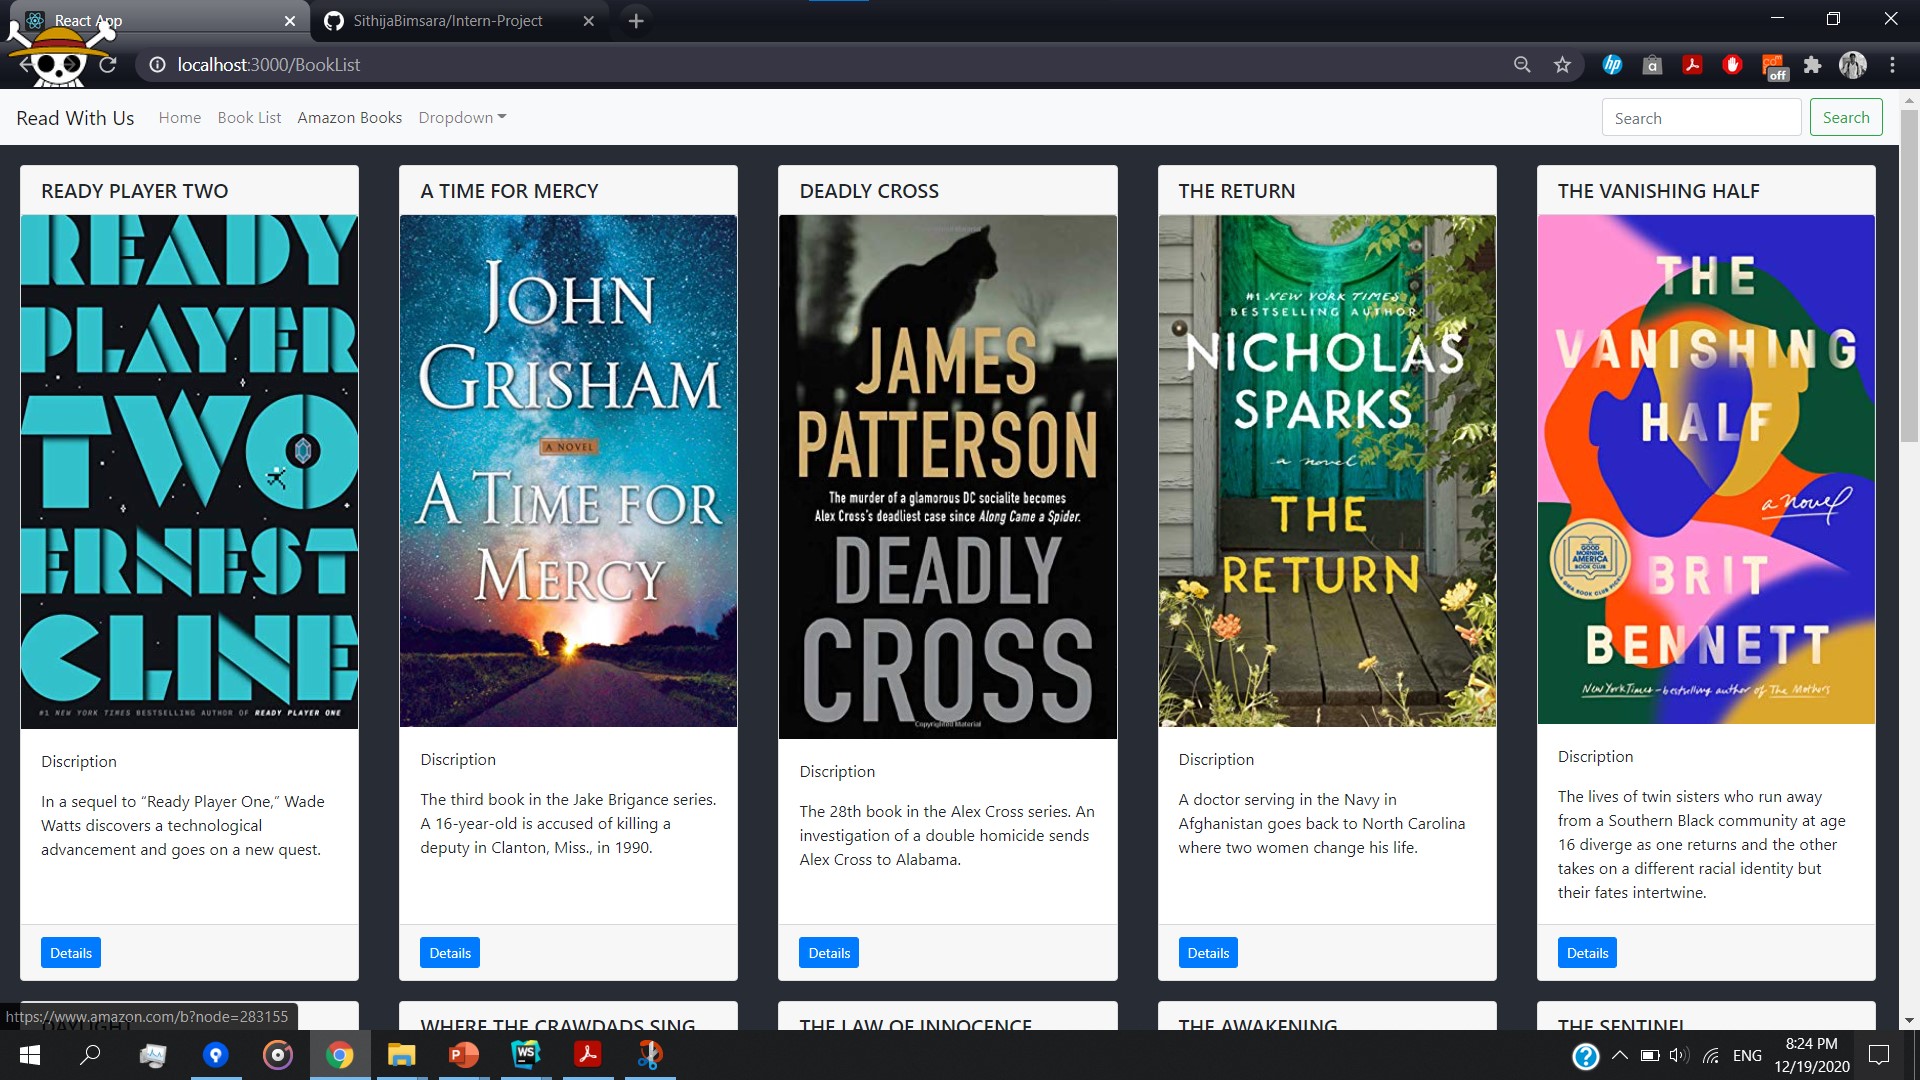 React App
SithijaBimsara/Intern-Project
localhost:3000/BookList
hp
a
off
Read With Us
Home
Book List
Amazon Books
Dropdown
Search
Search
READY PLAYER TWO
READY
PLAYER
TWO
ERNEST
CLINE
#1 NEW YORK TIMES BESTSELLING AUTHOR OF READY PLAYER ONE
Discription
In a sequel to “Ready Player One,” Wade
Watts discovers a technological
advancement and goes on a new quest.
Details
A TIME FOR MERCY
JOHN
GRISHAM
A NOVEL
A TIME FOR
MERCY
Discription
The third book in the Jake Brigance series.
A 16-year-old is accused of killing a
deputy in Clanton, Miss., in 1990.
Details
DEADLY CROSS
JAMES
PATTERSON
The murder of a glamorous DC socialite becomes
Alex Cross's deadliest case since Along Came a Spider.
DEADLY
CROSS
Copyrighted Material
Discription
The 28th book in the Alex Cross series. An
investigation of a double homicide sends
Alex Cross to Alabama.
Details
THE RETURN
#1 NEW YORK TIMES
BESTSELLING AUTHOR
NICHOLAS
SPARKS
a novel
THE
RETURN
Discription
A doctor serving in the Navy in
Afghanistan goes back to North Carolina
where two women change his life.
Details
THE VANISHING HALF
THE
VANISHING
HALF
a novel
GOOD
MORNING
AMERICA
BOOK CLUB
BRIT
BENNETT
New York Times-bestselling author of The Mothers
Discription
The lives of twin sisters who run away
from a Southern Black community at age
16 diverge as one returns and the other
takes on a different racial identity but
their fates intertwine.
Details
https://www.amazon.com/b?node=283155
DAYLIGHT
WHERE THE CRAWDADS SING
THE LAW OF INNOCENCE
THE AWAKENING
THE SENTINEL
WS
ENG
8:24 PM
12/19/2020